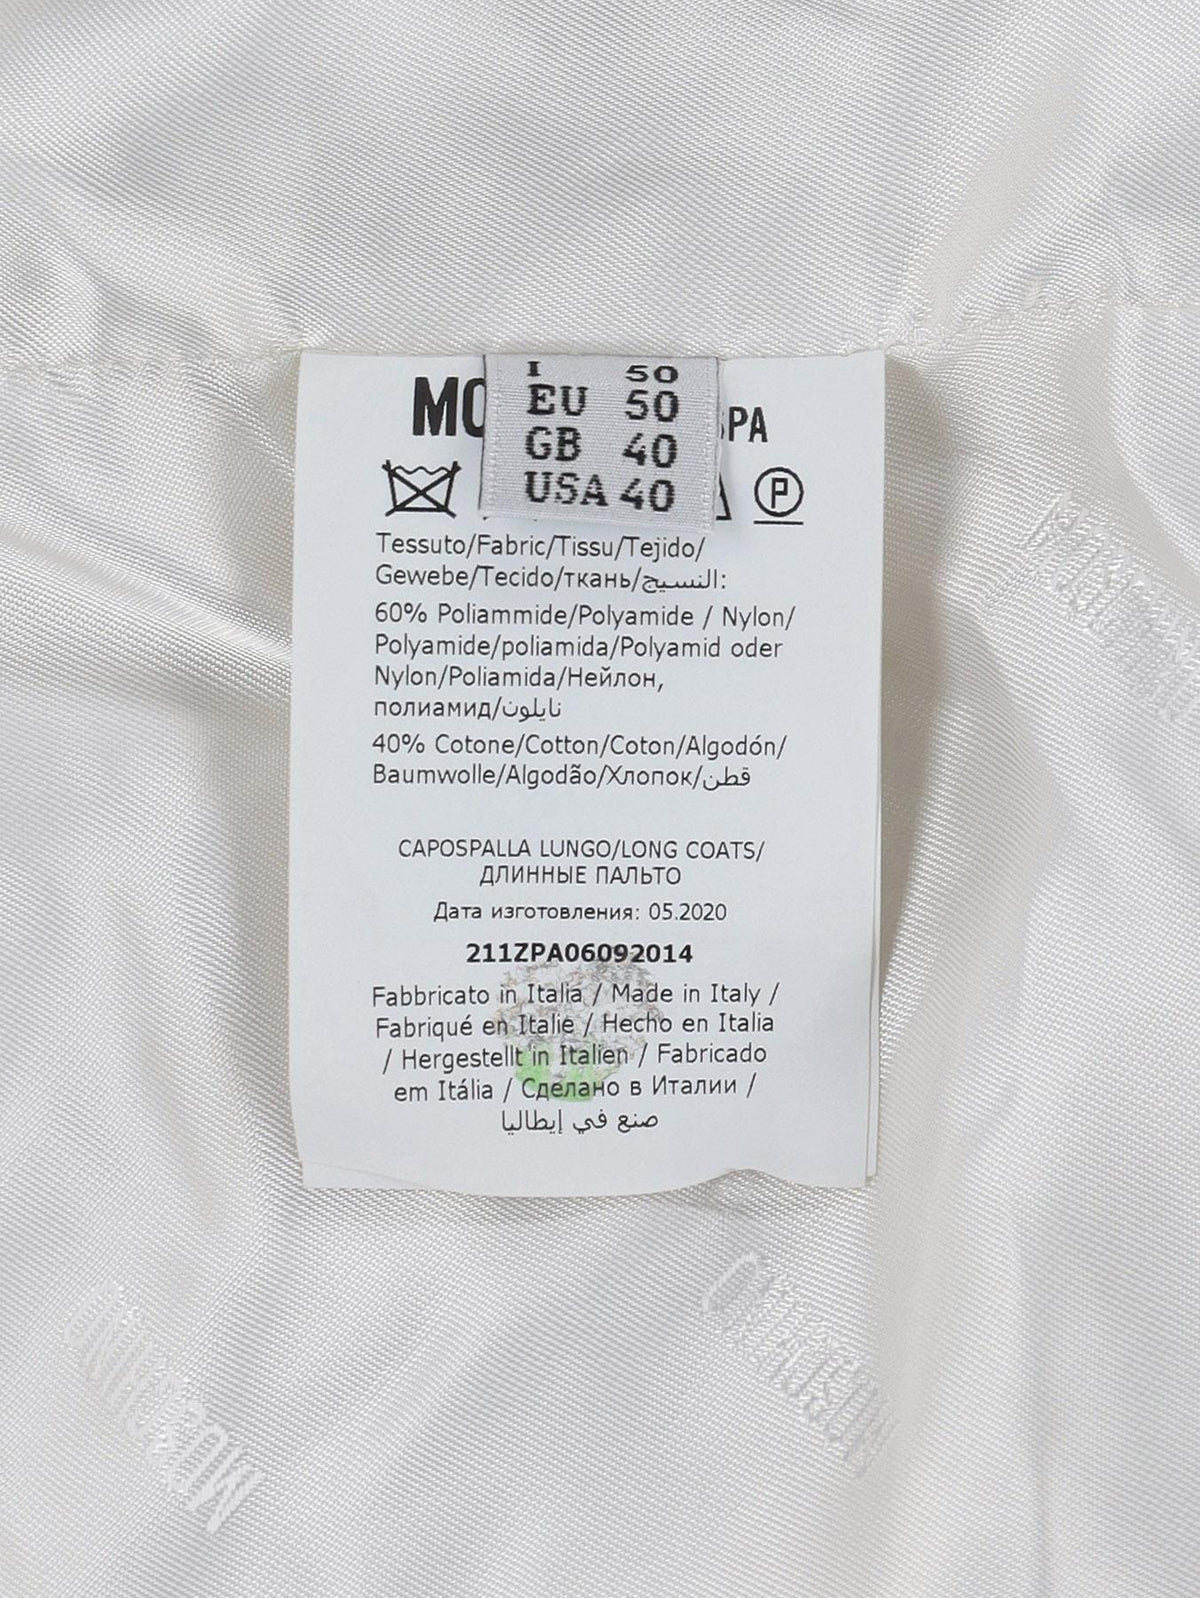 I 50
EU 50
GB 40
USA 40
P
Tessuto/Fabric/Tissu/Tejido/
Gewebe/Tecido/ткань/النسيج:
60% Poliammide/Polyamide / Nylon/
Polyamide/poliamida/Polyamid oder
Nylon/Poliamida/Нейлон,
полиамид/نايلون
40% Cotone/Cotton/Coton/Algodón/
Baumwolle/Algodão/Хлопок/قطن
CAPOSPALLA LUNGO/LONG COATS/
ДЛИННЫЕ ПАЛЬТО
Дата изготовления: 05.2020
211ZPA06092014
Fabbricato in Italia / Made in Italy /
Fabriqué en Italie / Hecho en Italia
/ Hergestellt in Italien / Fabricado
em Itália / Сделано в Италии /
صنع في إيطاليا
MOSCHINO
MOSCHINO
MOSCHINO